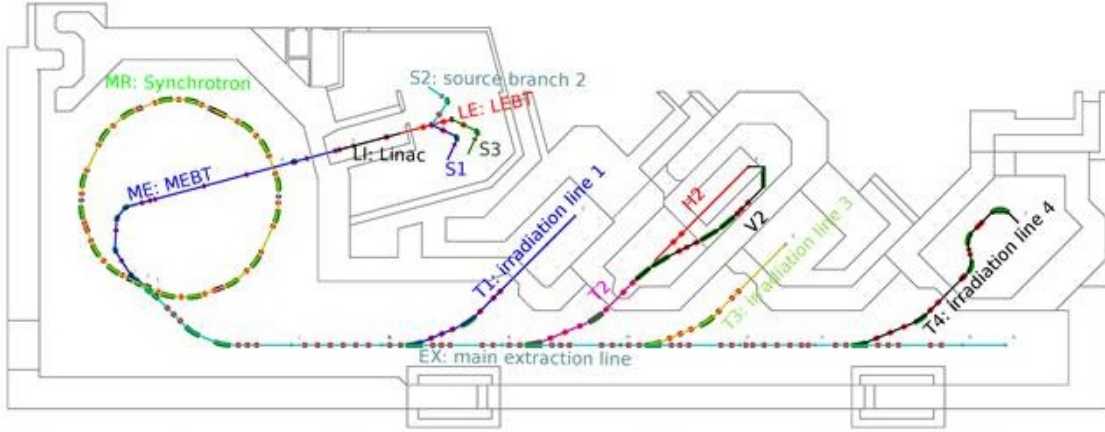 S2: source branch 2
MR: Synchrotron
LE: LEBT
LI: Linac
S3
S1
ME: MEBT
H2
V2
T1: irradiation line 1
T2
T3: irradiation line 3
T4: irradiation line 4
EX: main extraction line